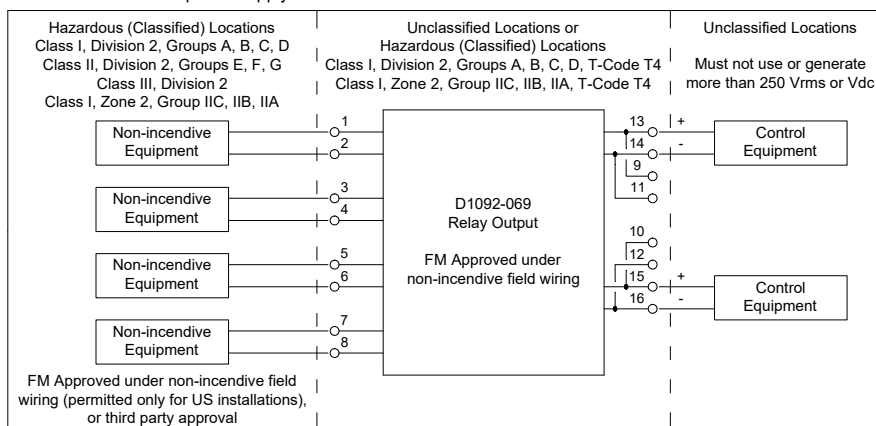 Hazardous (Classified) Locations
Class I, Division 2, Groups A, B, C, D
Class II, Division 2, Groups E, F, G
Class III, Division 2
Class I, Zone 2, Group IIC, IIB, IIA
Unclassified Locations or
Hazardous (Classified) Locations
Class I, Division 2, Groups A, B, C, D, T-Code T4
Class I, Zone 2, Group IIC, IIB, IIA, T-Code T4
Unclassified Locations
Must not use or generate
more than 250 Vrms or Vdc
Non-incendive
Equipment
1
2
Non-incendive
Equipment
3
4
Non-incendive
Equipment
5
6
Non-incendive
Equipment
7
8
D1092-069
Relay Output
FM Approved under
non-incendive field wiring
13 +
14 -
9
11
Control
Equipment
10
12
15 +
16 -
Control
Equipment
FM Approved under non-incendive field
wiring (permitted only for US installations),
or third party approval